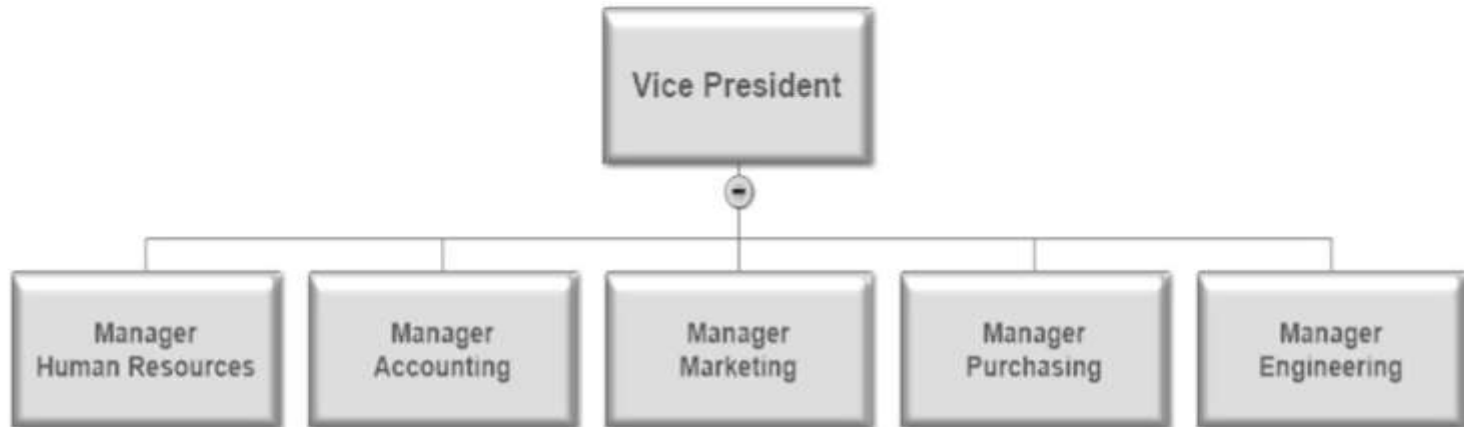 Vice President
Manager
Human Resources
Manager
Accounting
Manager
Marketing
Manager
Purchasing
Manager
Engineering